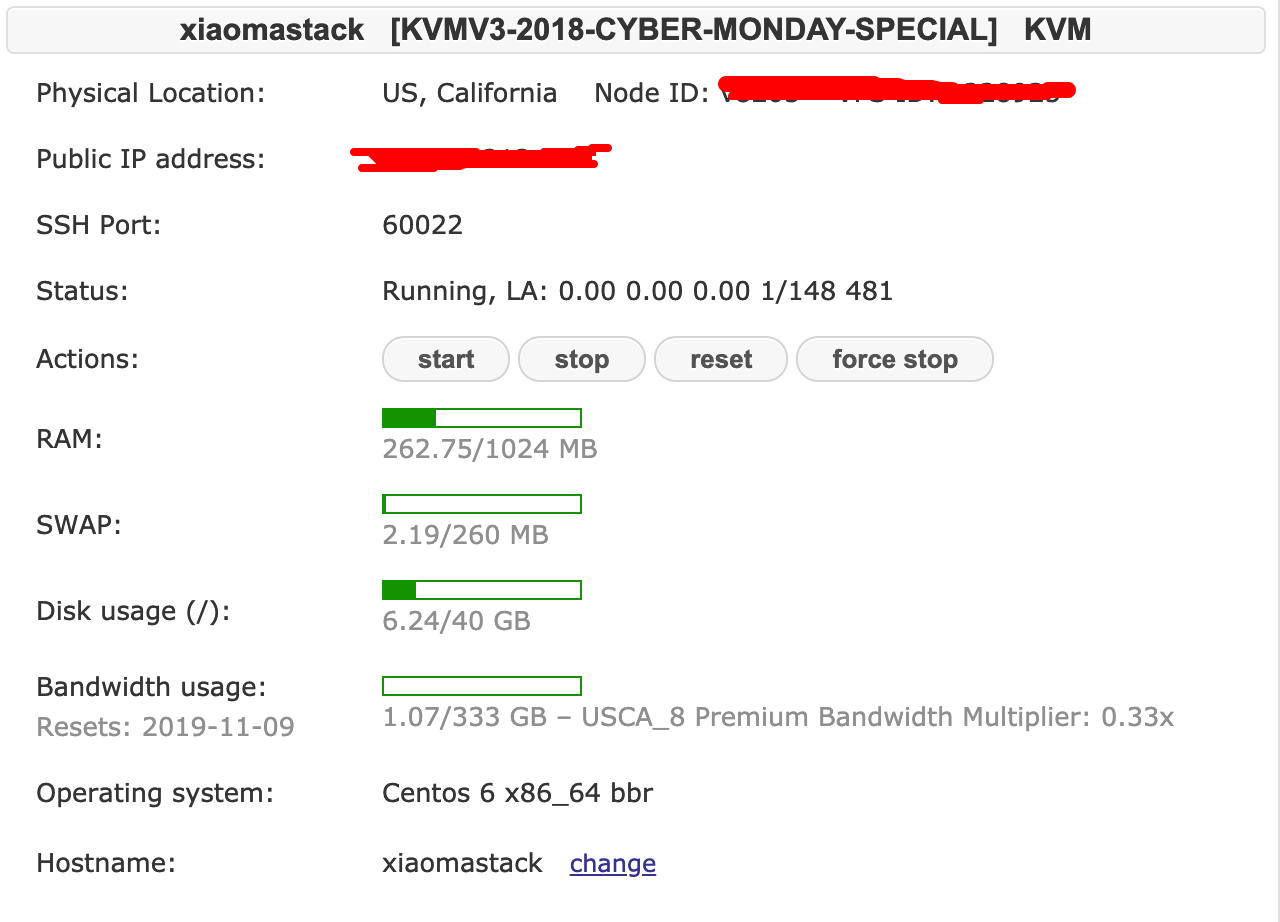 xiaomastack [KVMV3-2018-CYBER-MONDAY-SPECIAL] KVM
Physical Location: US, California Node ID:
Public IP address:
SSH Port: 60022
Status: Running, LA: 0.00 0.00 0.00 1/148 481
Actions: start stop reset force stop
RAM: 262.75/1024 MB
SWAP: 2.19/260 MB
Disk usage (/): 6.24/40 GB
Bandwidth usage:
Resets: 2019-11-09 1.07/333 GB – USCA_8 Premium Bandwidth Multiplier: 0.33x
Operating system: Centos 6 x86_64 bbr
Hostname: xiaomastack change